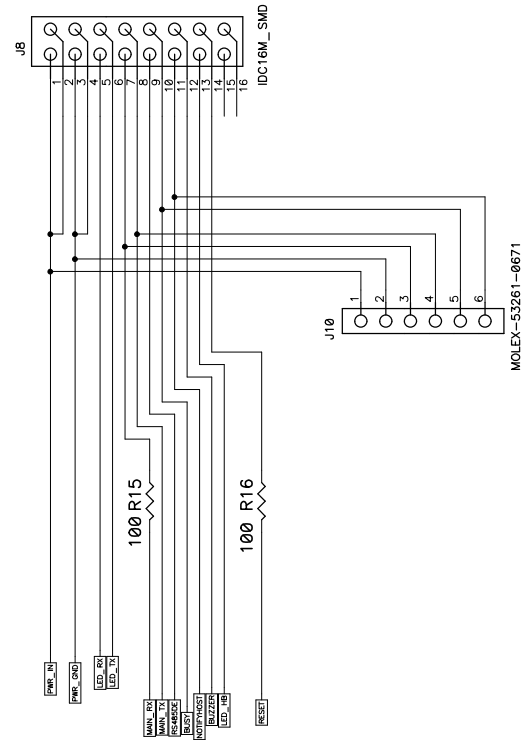 J8
IDC16M_SMD
1
2
3
4
5
6
7
8
9
10
11
12
13
14
15
16
J10
MOLEX-53261-0671
1
2
3
4
5
6
100 R15
100 R16
PWR_IN
PWR_GND
LED_RX
LED_TX
MAIN_RX
MAIN_TX
RS485DE
BUSY
NOTIFYHOST
BUZZER
LED_HB
RESET